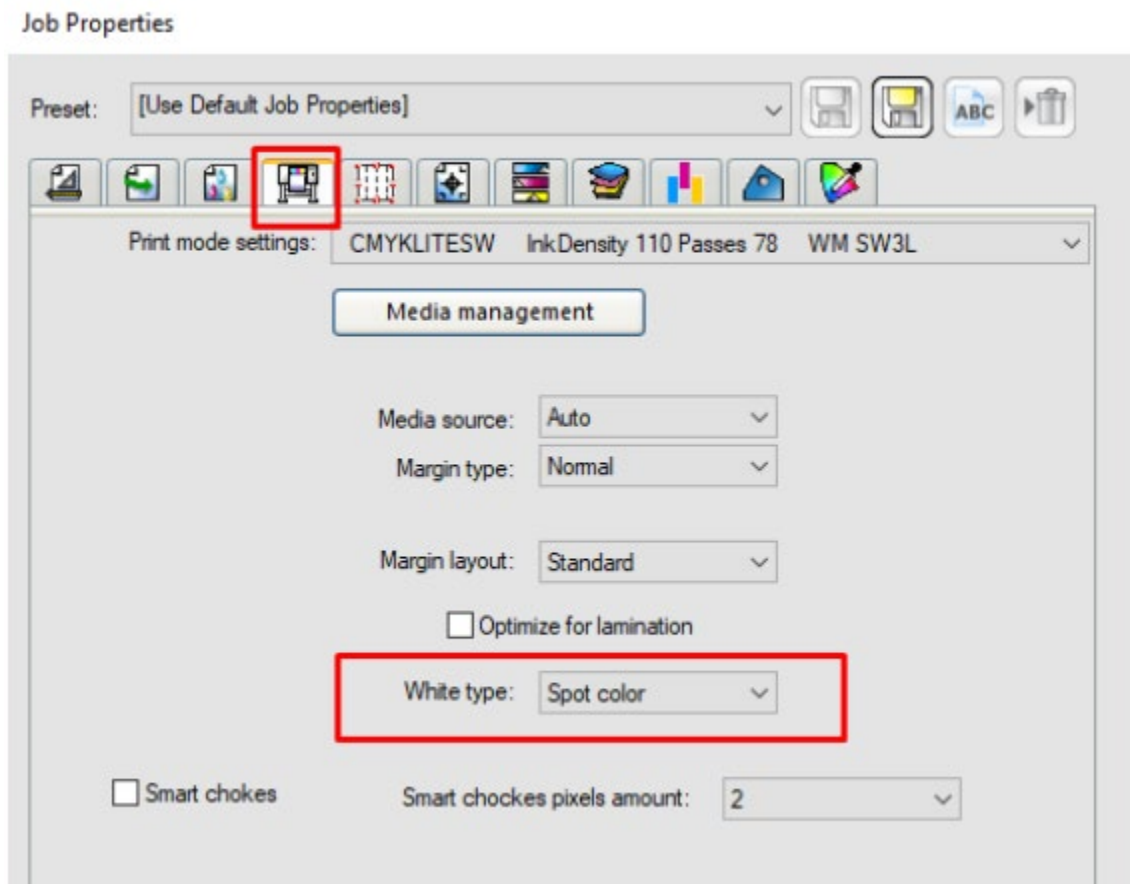 Job Properties
Preset: [Use Default Job Properties]
ABC
Print mode settings: CMYKLITESW InkDensity 110 Passes 78 WM SW3L
Media management
Media source: Auto
Margin type: Normal
Margin layout: Standard
Optimize for lamination
White type: Spot color
Smart chokes Smart chockes pixels amount: 2